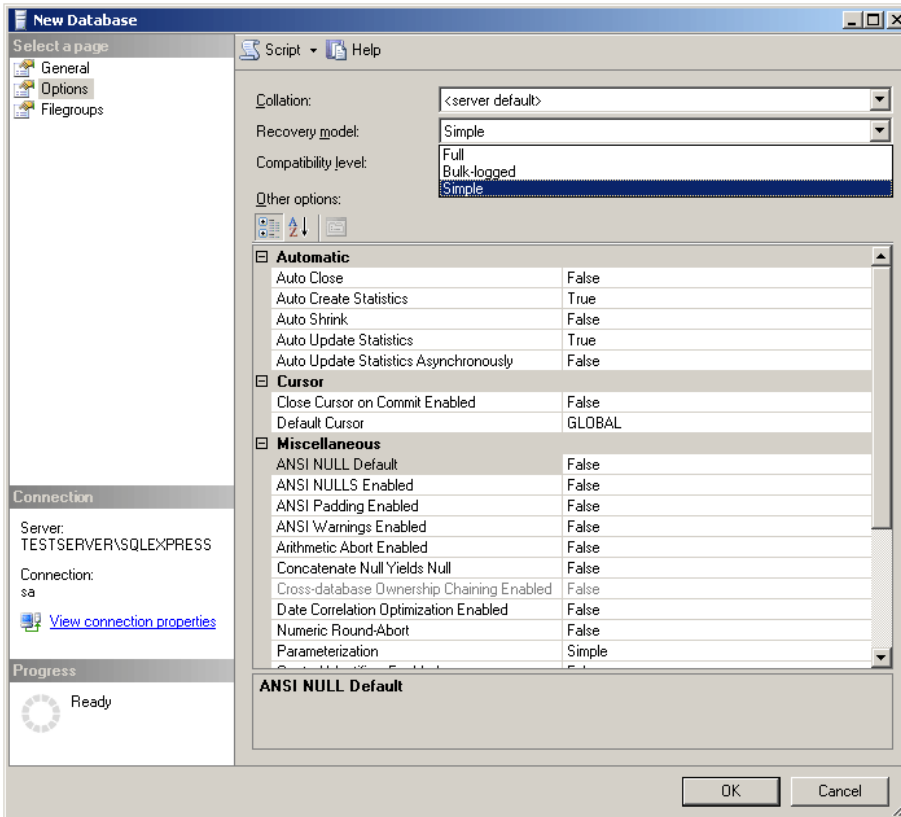 New Database
Select a page
General
Options
Filegroups
Script Help
Collation: <server default>
Recovery model: Simple
Full
Bulk-logged
Simple
Compatibility level:
Other options:
Automatic
Auto Close False
Auto Create Statistics True
Auto Shrink False
Auto Update Statistics True
Auto Update Statistics Asynchronously False
Cursor
Close Cursor on Commit Enabled False
Default Cursor GLOBAL
Miscellaneous
ANSI NULL Default False
ANSI NULLS Enabled False
ANSI Padding Enabled False
ANSI Warnings Enabled False
Arithmetic Abort Enabled False
Concatenate Null Yields Null False
Cross-database Ownership Chaining Enabled False
Date Correlation Optimization Enabled False
Numeric Round-Abort False
Parameterization Simple
ANSI NULL Default
Connection
Server:
TESTSERVER\SQLEXPRESS
Connection:
sa
View connection properties
Progress
Ready
OK Cancel